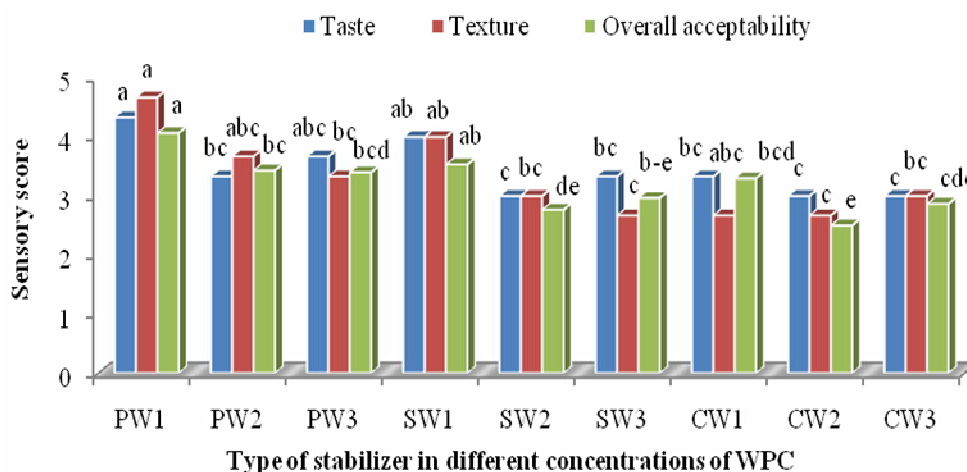 Taste Texture Overall acceptability
5
4
3
2
1
0
Sensory score
a a a
bc abc bc
abc bc bcd
ab ab ab
c bc de
bc c b-e
bc abc bcd
c c e
c bc cde
PW1 PW2 PW3 SW1 SW2 SW3 CW1 CW2 CW3
Type of stabilizer in different concentrations of WPC